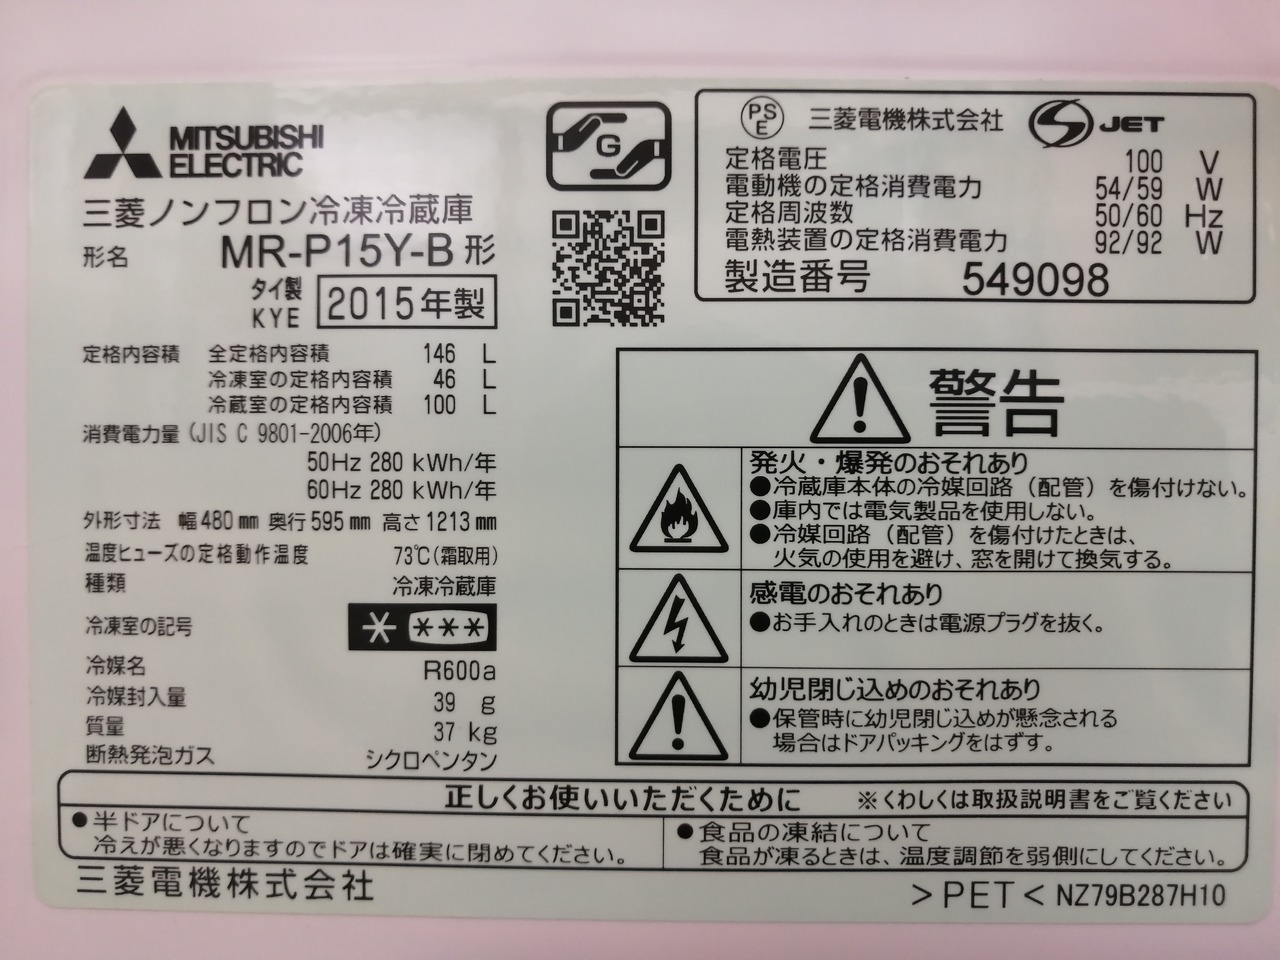 MITSUBISHI
ELECTRIC
三菱ノンフロン冷凍冷蔵庫
形名 MR-P15Y-B 形
タイ製
KYE
2015年製
定格内容積 全定格内容積 146 L
冷凍室の定格内容積 46 L
冷蔵室の定格内容積 100 L
消費電力量 (JIS C 9801-2006年)
50Hz 280 kWh/年
60Hz 280 kWh/年
外形寸法 幅480mm 奥行595mm 高さ1213mm
温度ヒューズの定格動作温度 73℃(霜取用)
種類 冷凍冷蔵庫
冷凍室の記号
冷媒名 R600a
冷媒封入量 39 g
質量 37 kg
断熱発泡ガス シクロペンタン
G
PS
E
三菱電機株式会社
JET
定格電圧 100 V
電動機の定格消費電力 54/59 W
定格周波数 50/60 Hz
電熱装置の定格消費電力 92/92 W
製造番号 549098
警告
発火・爆発のおそれあり
●冷蔵庫本体の冷媒回路（配管）を傷付けない。
●庫内では電気製品を使用しない。
●冷媒回路（配管）を傷付けたときは、
火気の使用を避け、窓を開けて換気する。
感電のおそれあり
●お手入れのときは電源プラグを抜く。
幼児閉じ込めのおそれあり
●保管時に幼児閉じ込めが懸念される
場合はドアパッキングをはずす。
正しくお使いいただくために ※くわしくは取扱説明書をご覧ください
●半ドアについて
冷えが悪くなりますのでドアは確実に閉めてください。
●食品の凍結について
食品が凍るときは、温度調節を弱側にしてください。
三菱電機株式会社
>PET< NZ79B287H10